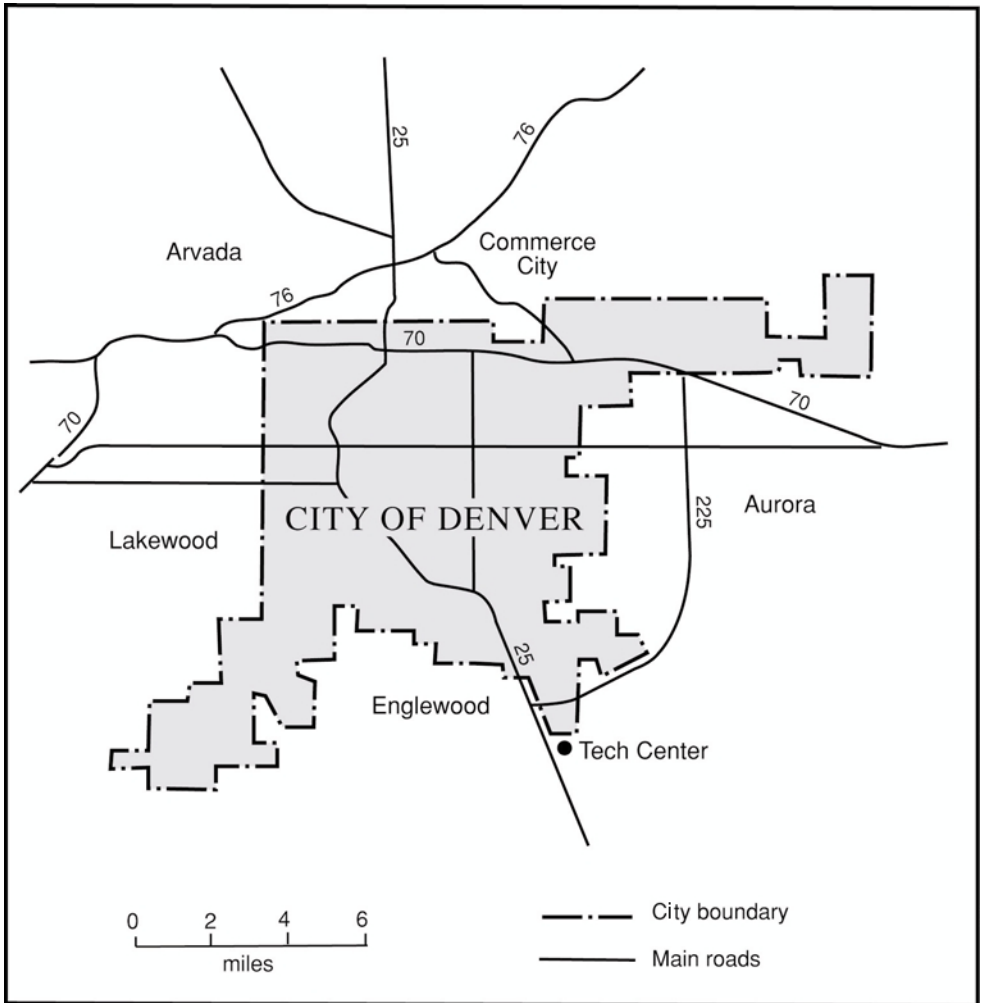 25
76
Arvada
Commerce
City
76
70
70
70
CITY OF DENVER
225
Aurora
Lakewood
25
Englewood
Tech Center
0 2 4 6
miles
City boundary
Main roads